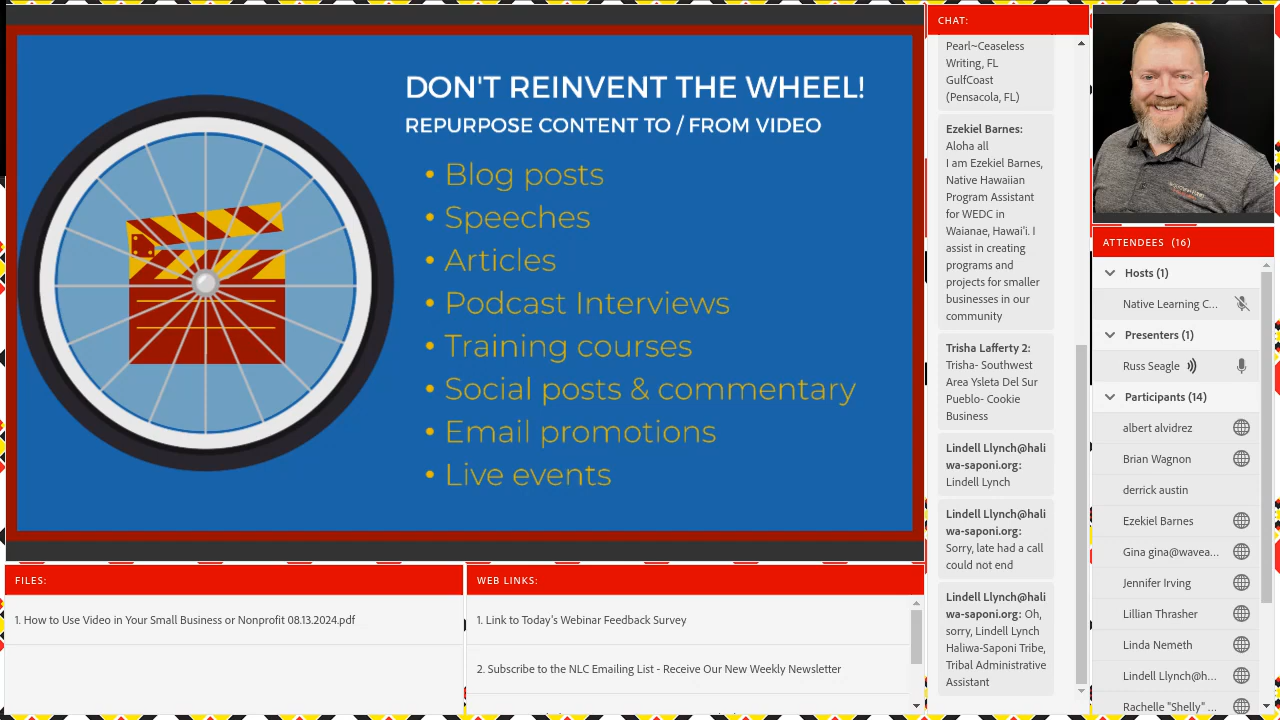 DON'T REINVENT THE WHEEL!
REPURPOSE CONTENT TO / FROM VIDEO
• Blog posts
• Speeches
• Articles
• Podcast Interviews
• Training courses
• Social posts & commentary
• Email promotions
• Live events
FILES:
1. How to Use Video in Your Small Business or Nonprofit 08.13.2024.pdf
WEB LINKS:
1. Link to Today's Webinar Feedback Survey
2. Subscribe to the NLC Emailing List - Receive Our New Weekly Newsletter
CHAT:
Pearl~Ceaseless
Writing, FL
GulfCoast
(Pensacola, FL)
Ezekiel Barnes:
Aloha all
I am Ezekiel Barnes,
Native Hawaiian
Program Assistant
for WEDC in
Waianae, Hawai'i. I
assist in creating
programs and
projects for smaller
businesses in our
community
Trisha Lafferty 2:
Trisha- Southwest
Area Ysleta Del Sur
Pueblo- Cookie
Business
Lindell Llynch@hali
wa-saponi.org:
Lindell Lynch
Lindell Llynch@hali
wa-saponi.org:
Sorry, late had a call
could not end
Lindell Llynch@hali
wa-saponi.org: Oh,
sorry, Lindell Lynch
Haliwa-Saponi Tribe,
Tribal Administrative
Assistant
ATTENDEES (16)
Hosts (1)
Native Learning C...
Presenters (1)
Russ Seagle
Participants (14)
albert alvidrez
Brian Wagnon
derrick austin
Ezekiel Barnes
Gina gina@wavea...
Jennifer Irving
Lillian Thrasher
Linda Nemeth
Lindell Llynch@h...
Rachelle "Shelly" ...